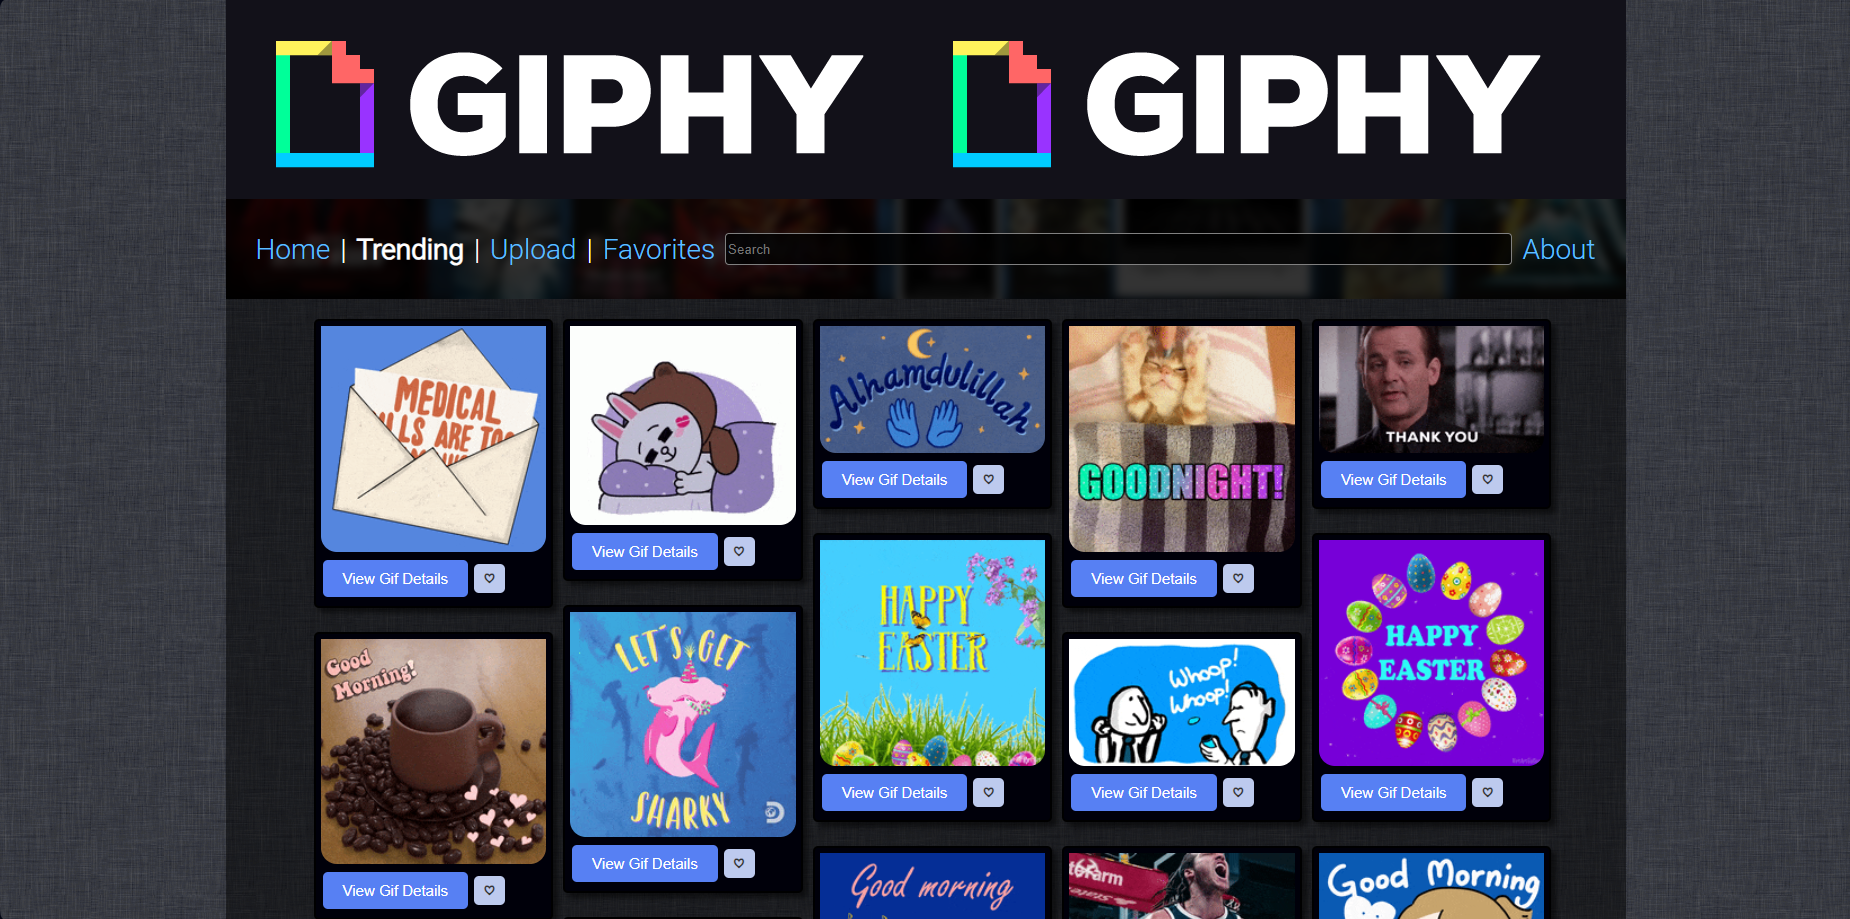 GIPHY GIPHY
Home | Trending | Upload | Favorites Search About
MEDICAL
LLS ARE TOO
View Gif Details
View Gif Details
Alhamdulillah
View Gif Details
GOODNIGHT!
View Gif Details
THANK YOU
View Gif Details
Good
Morning!
View Gif Details
LET'S GET
SHARKY
View Gif Details
HAPPY
EASTER
View Gif Details
Whoop!
Whoop!
View Gif Details
HAPPY
EASTER
View Gif Details
Good morning
Good Morning